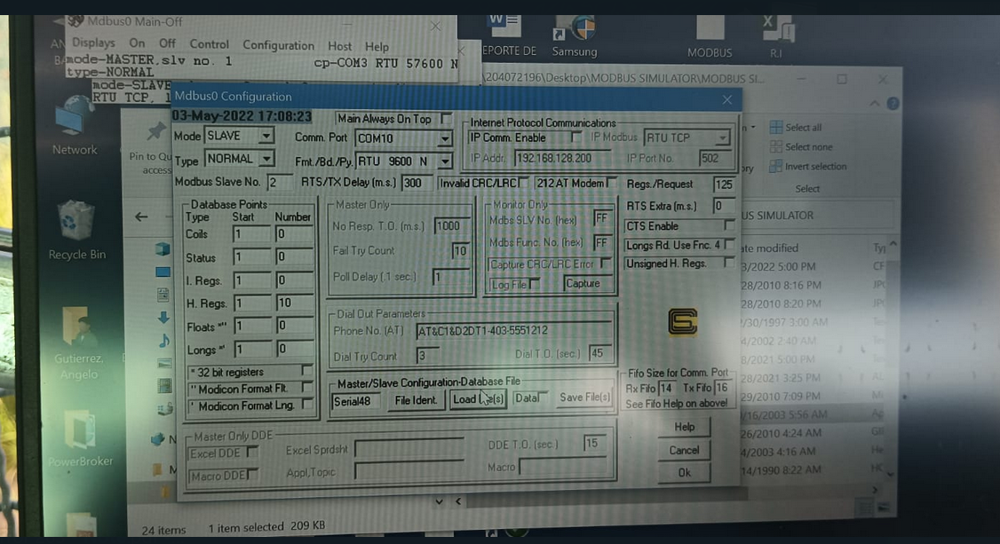 Mdbus0 Main-Off
Displays On Off Control Configuration Host Help
mode-MASTER,slv no. 1 cp-COM3 RTU 57600 N
type-NORMAL
mode-SLAVE
RTU TCP, 1
EPORTE DE
Samsung
MODBUS
R.I
\204072196\Desktop\MODBUS SIMULATOR\MODBUS SI...
Network
Recycle Bin
Gutierrez,
Angelo
PowerBroker
Pin to Qu
access
Select all
Select none
Invert selection
Select
US SIMULATOR
ate modified
3/2022 5:00 PM
28/2010 8:16 PM
28/2010 8:20 PM
/30/1997 3:00 AM
4/2002 2:40 AM
8/2021 5:00 PM
28/2021 3:25 PM
29/2010 7:09 PM
/16/2003 5:56 AM
26/2010 4:24 AM
4/2003 4:16 AM
14/1990 8:22 AM
Mdbus0 Configuration
03-May-2022 17:08:23
Main Always On Top
Mode SLAVE Comm. Port COM10
Type NORMAL Fmt./Bd./Py. RTU 9600 N
Internet Protocol Communications
IP Comm. Enable IP Modbus RTU TCP
IP Addr. 192.168.128.200 IP Port No. 502
Modbus Slave No. 2 RTS/TX Delay (m.s.) 300 Invalid CRC/LRC 212 AT Modem Regs./Request 125
RTS Extra (m.s.) 0
CTS Enable
Longs Rd. Use Fnc. 4
Unsigned H. Regs.
Database Points
Type Start Number
Coils 1 0
Status 1 0
I. Regs. 1 0
H. Regs. 1 10
Floats *'' 1 0
Longs *' 1 0
* 32 bit registers
'' Modicon Format Flt.
' Modicon Format Lng.
Master Only
No Resp. T.O. (m.s.) 1000
Fail Try Count 10
Poll Delay (.1 sec.) 1
Monitor Only
Mdbs SLV No. (hex) FF
Mdbs Func. No. (hex) FF
Capture CRC/LRC Error
Log File Capture
Dial Out Parameters
Phone No. (AT) AT&C1&D2DT1-403-5551212
Dial Try Count 3 Dial T.O. (sec.) 45
Master/Slave Configuration-Database File
Serial48 File Ident. Load Data Save File(s)
Fifo Size for Comm. Port
Rx Fifo 14 Tx Fifo 16
See Fifo Help on above!
Master Only DDE
Excel DDE Excel Sprdsht DDE T.O. (sec.) 15
Macro DDE Appl,Topic Macro
Help
Cancel
Ok
24 items 1 item selected 209 KB